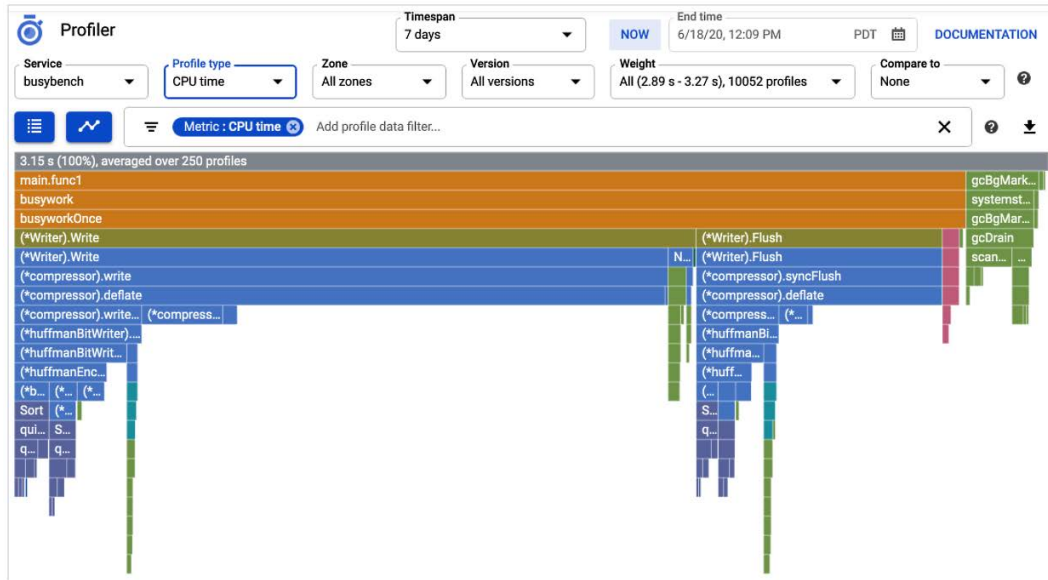 Profiler
Timespan
7 days
NOW
End time
6/18/20, 12:09 PM PDT
DOCUMENTATION
Service
busybench
Profile type
CPU time
Zone
All zones
Version
All versions
Weight
All (2.89 s - 3.27 s), 10052 profiles
Compare to
None
Metric : CPU time
Add profile data filter...
3.15 s (100%), averaged over 250 profiles
main.func1 gcBgMark...
busywork systemst...
busyworkOnce gcBgMar...
(*Writer).Write (*Writer).Flush gcDrain
(*Writer).Write N... (*Writer).Flush scan... ...
(*compressor).write (*compressor).syncFlush
(*compressor).deflate (*compressor).deflate
(*compressor).write... (*compress... (*compress... (*...
(*huffmanBitWriter).... (*huffmanBi...
(*huffmanBitWrit... (*huffma...
(*huffmanEnc... (*huff...
(*b... (*... (*... (...
Sort (*... S...
qui... S... q...
q... q...